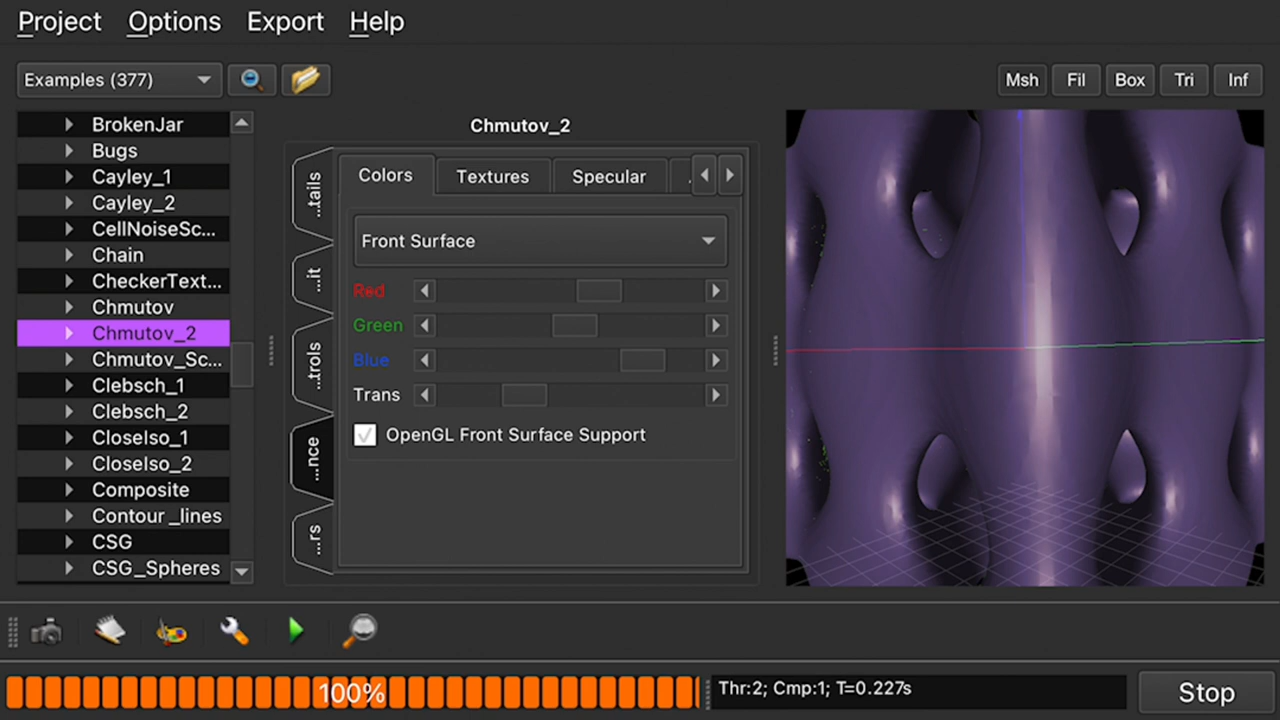 Project Options Export Help
Examples (377)
Msh Fil Box Tri Inf
BrokenJar
Bugs
Cayley_1
Cayley_2
CellNoiseSc...
Chain
CheckerText...
Chmutov
Chmutov_2
Chmutov_Sc...
Clebsch_1
Clebsch_2
CloseIso_1
CloseIso_2
Composite
Contour_lines
CSG
CSG_Spheres
Chmutov_2
...tails
...it
...trols
...nce
...rs
Colors Textures Specular
Front Surface
Red
Green
Blue
Trans
OpenGL Front Surface Support
100%
Thr:2; Cmp:1; T=0.227s
Stop